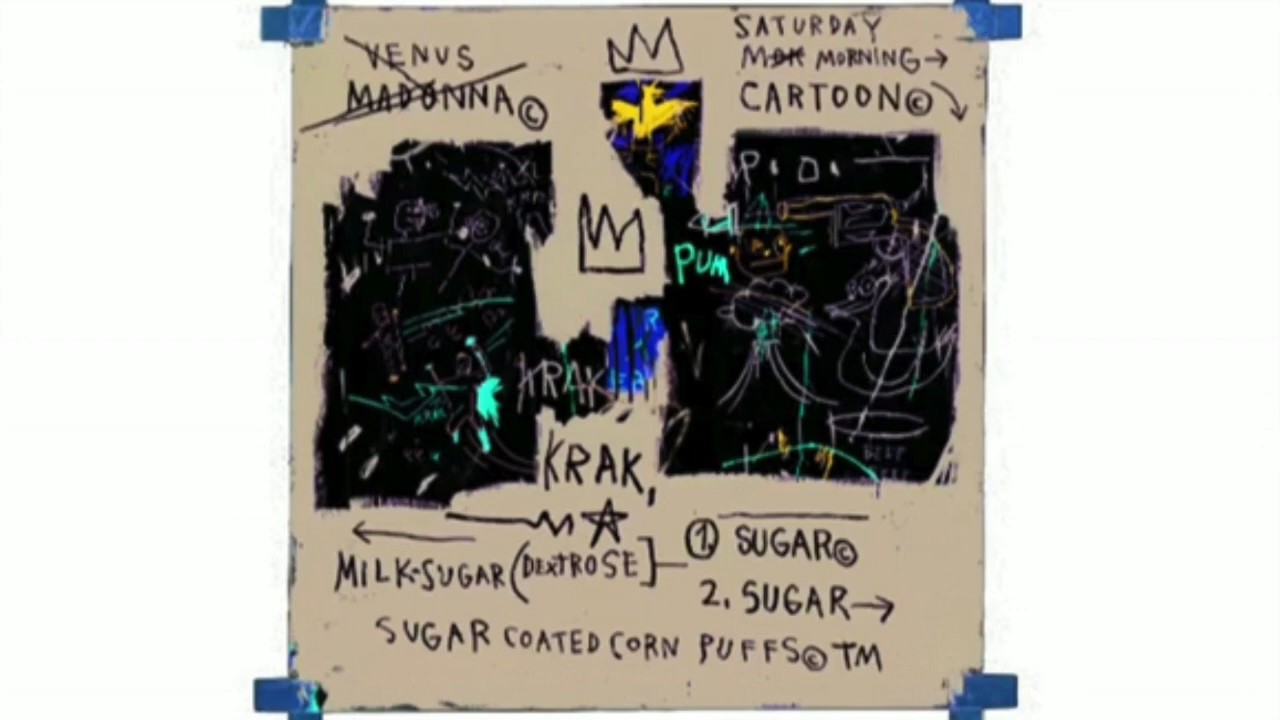 VENUS
MADONNA©
SATURDAY
MOR MORNING→
CARTOON©
P.D.
PUM
R
KRAK
KRAK,
MILK-SUGAR (DEXTROSE]
1. SUGAR©
2. SUGAR→
SUGAR COATED CORN PUFFS© TM